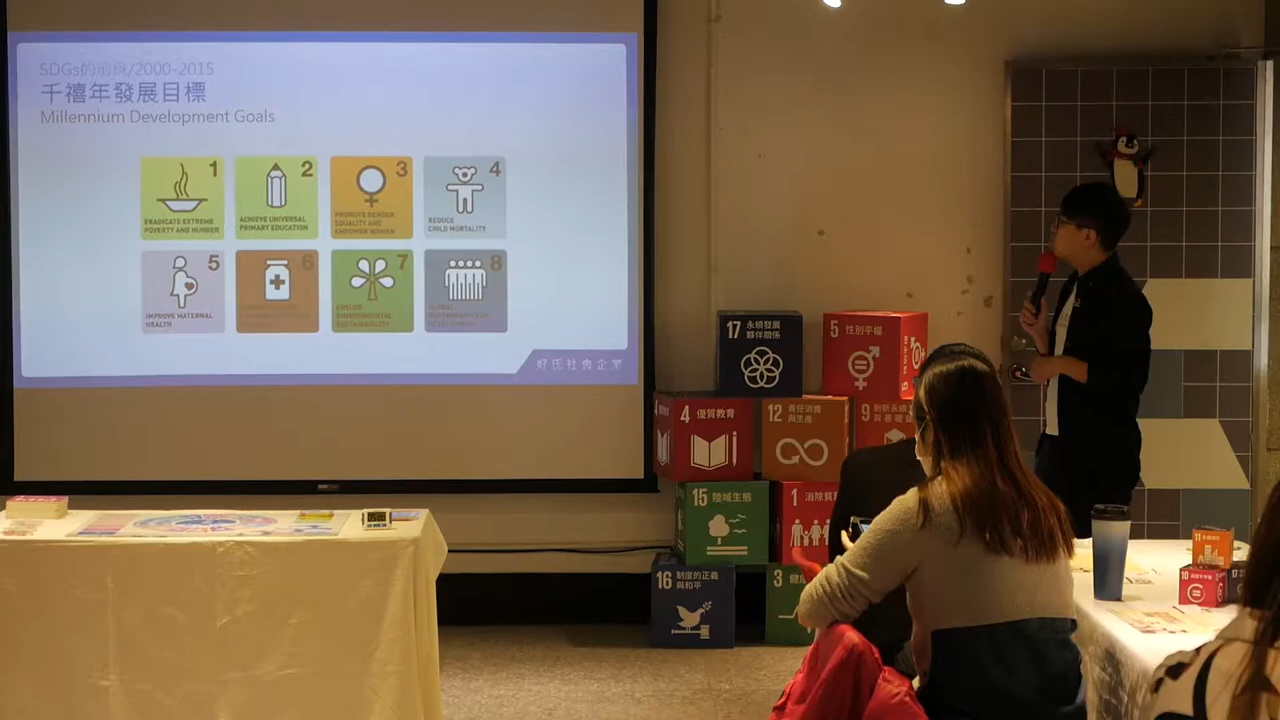 SDGs的前身/2000-2015
千禧年發展目標
Millennium Development Goals
1
ERADICATE EXTREME
POVERTY AND HUNGER
2
ACHIEVE UNIVERSAL
PRIMARY EDUCATION
3
PROMOTE GENDER
EQUALITY AND
EMPOWER WOMEN
4
REDUCE
CHILD MORTALITY
5
IMPROVE MATERNAL
HEALTH
6
7
ENSURE
ENVIRONMENTAL
SUSTAINABILITY
8
好氏社會企業
17 永續發展
夥伴關係
5 性別平權
4 優質教育
12 責任消費
與生產
9
15 陸域生態
1 消除貧
16 制度的正義
與和平
3 健
11
10
17